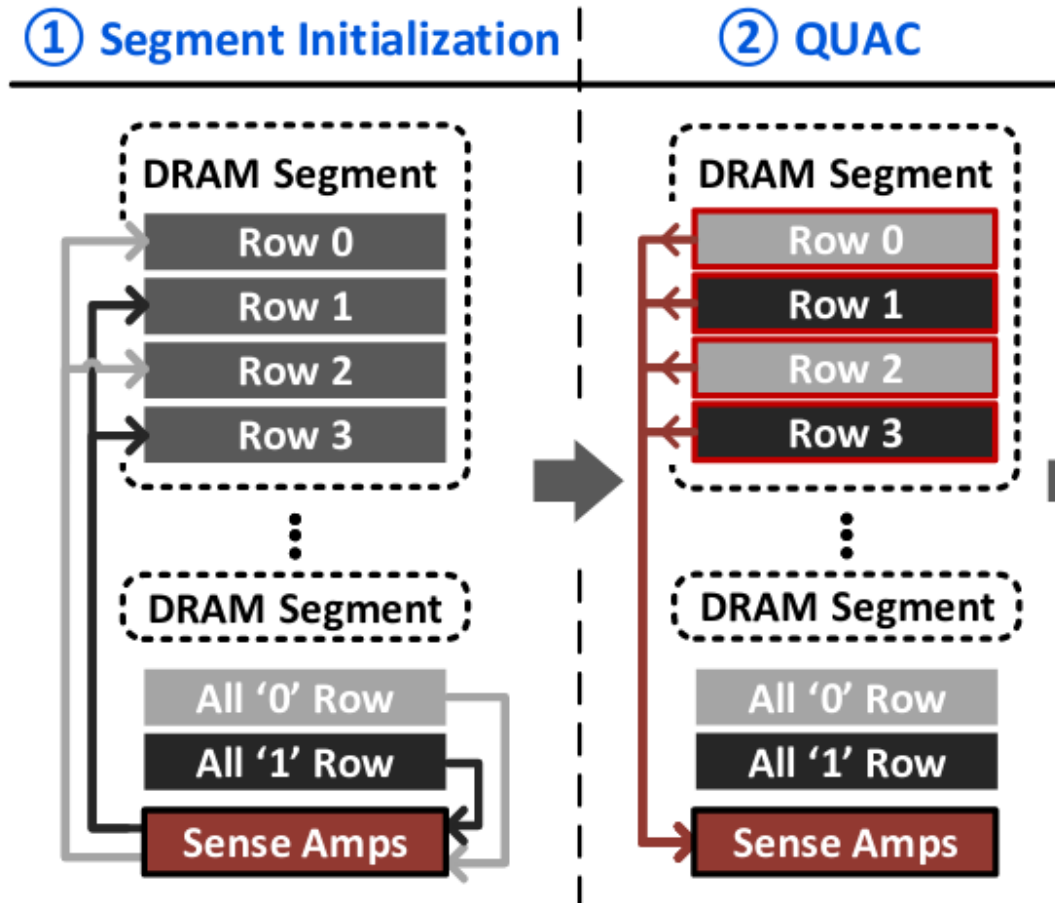 ① Segment Initialization
DRAM Segment
Row 0
Row 1
Row 2
Row 3
DRAM Segment
All ‘0’ Row
All ‘1’ Row
Sense Amps
② QUAC
DRAM Segment
Row 0
Row 1
Row 2
Row 3
DRAM Segment
All ‘0’ Row
All ‘1’ Row
Sense Amps